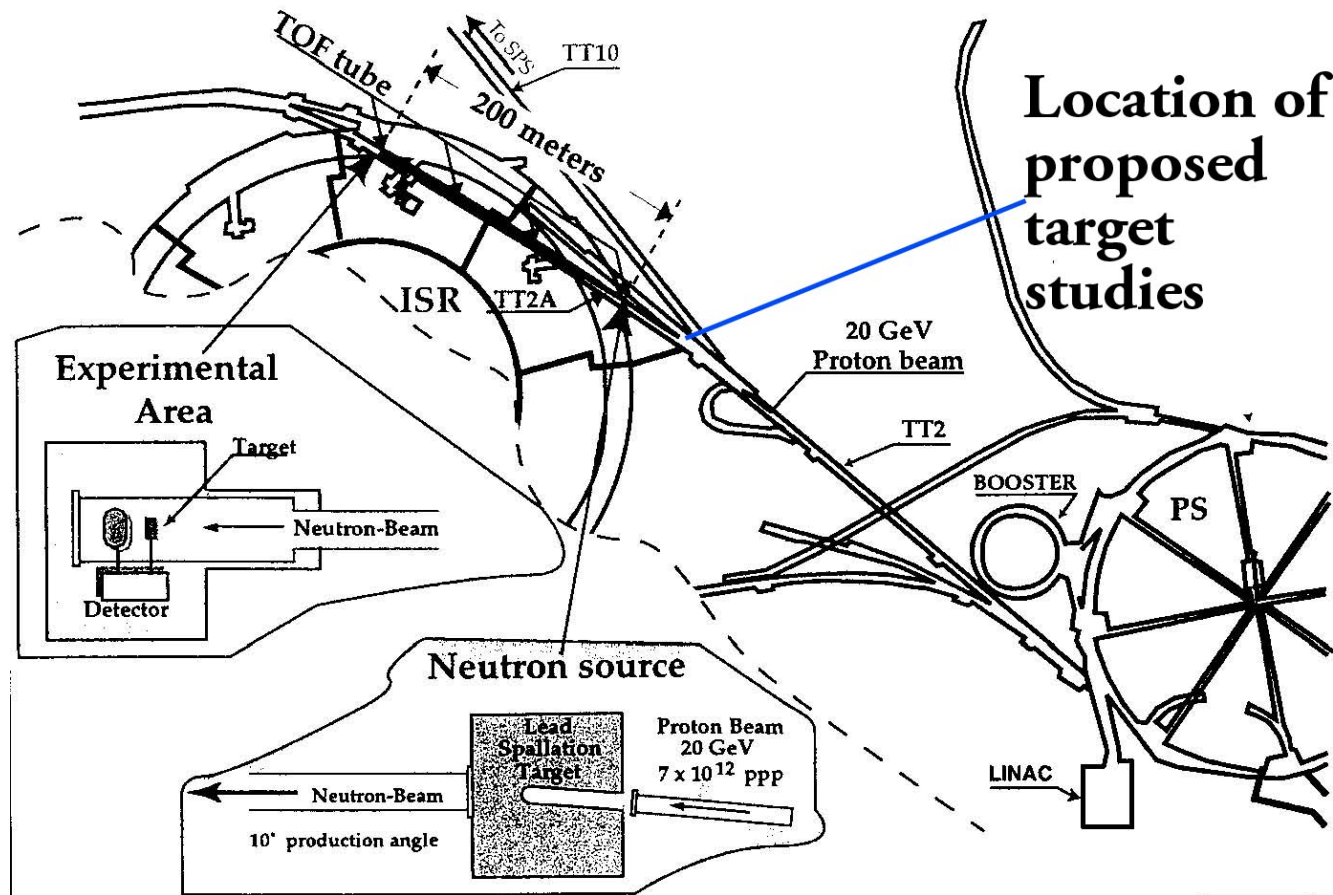 To SPS
TT10
TOF tube
200 meters
Location of
proposed
target
studies
ISR
TT2A
20 GeV
Proton beam
Experimental
Area
Target
Neutron-Beam
Detector
TT2
BOOSTER
PS
Neutron source
Lead
Spallation
Target
Proton Beam
20 GeV
7 x 10¹² ppp
Neutron-Beam
10° production angle
LINAC